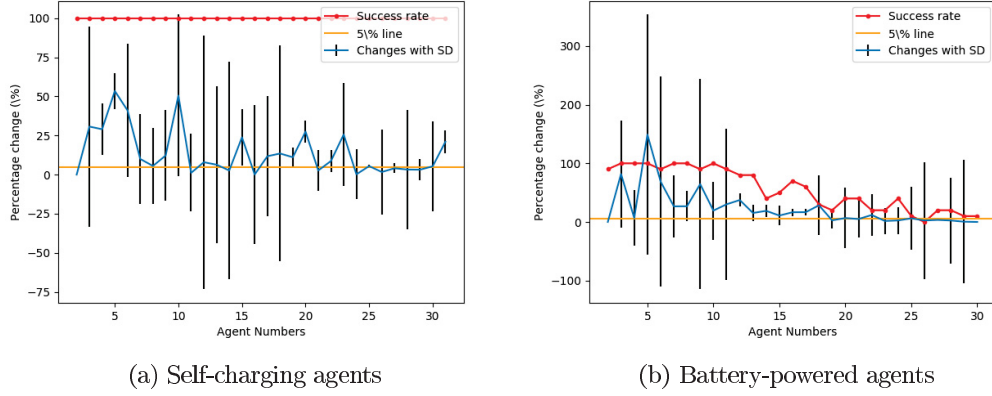 100
75
50
25
0
-25
-50
-75
Percentage change (\%)
5
10
15
20
25
30
Agent Numbers
Success rate
5\% line
Changes with SD
(a) Self-charging agents
300
200
100
0
-100
Percentage change (\%)
5
10
15
20
25
30
Agent Numbers
Success rate
5\% line
Changes with SD
(b) Battery-powered agents